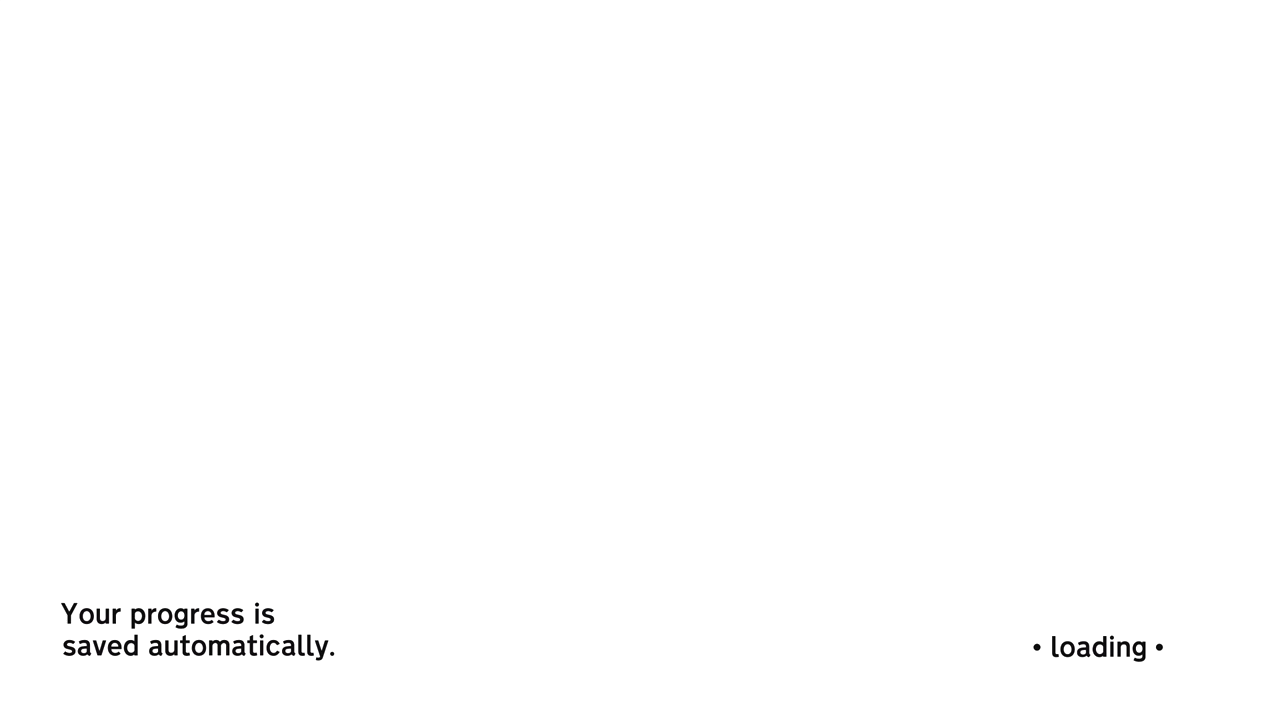 Your progress is
saved automatically.
• loading •